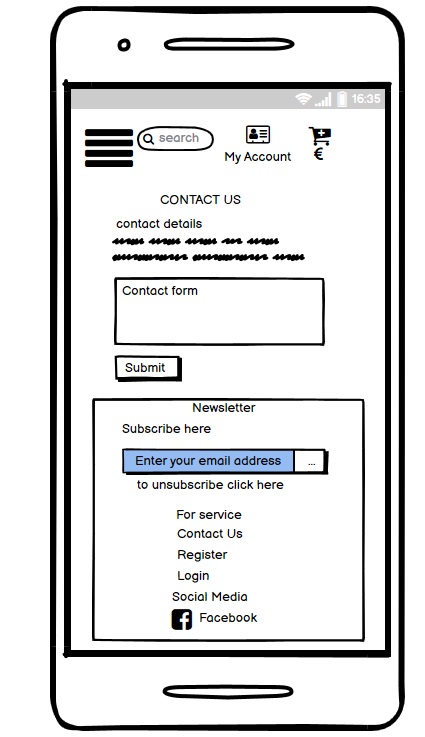 16:35
search
My Account
€
CONTACT US
contact details
Contact form
Submit
Newsletter
Subscribe here
Enter your email address ...
to unsubscribe click here
For service
Contact Us
Register
Login
Social Media
Facebook